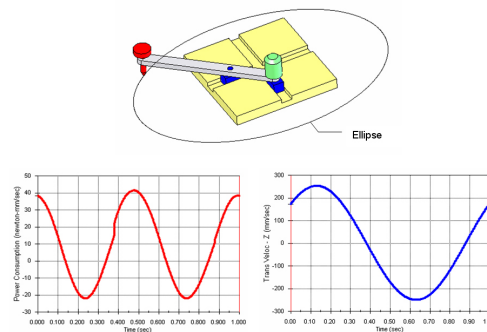 Ellipse
Power Consumption (newton-mm/sec)
50
40
30
20
10
0
-10
-20
-30
0.000 0.100 0.200 0.300 0.400 0.500 0.600 0.700 0.800 0.900 1.000
Time (sec)
Trans Veloc - Z (mm/sec)
300
200
100
0
-100
-200
-300
0.00 0.10 0.20 0.30 0.40 0.50 0.60 0.70 0.80 0.90 1.00
Time (sec)